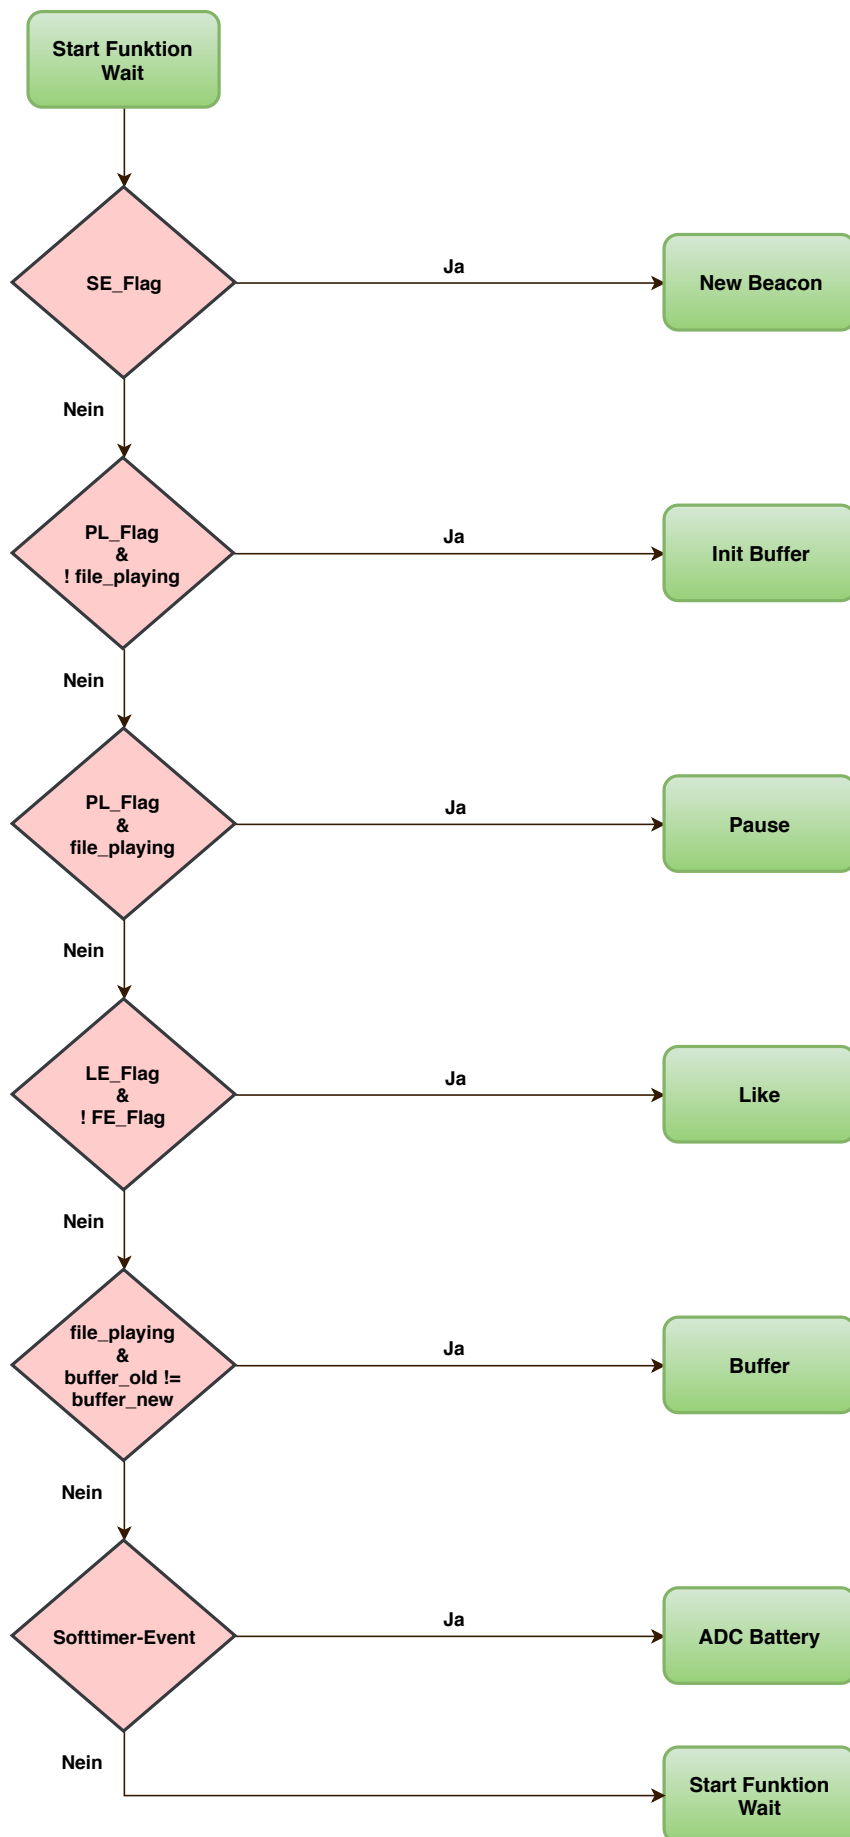 Start Funktion
Wait
SE_Flag
Ja
New Beacon
Nein
PL_Flag
&
! file_playing
Ja
Init Buffer
Nein
PL_Flag
&
file_playing
Ja
Pause
Nein
LE_Flag
&
! FE_Flag
Ja
Like
Nein
file_playing
&
buffer_old !=
buffer_new
Ja
Buffer
Nein
Softtimer-Event
Ja
ADC Battery
Nein
Start Funktion
Wait